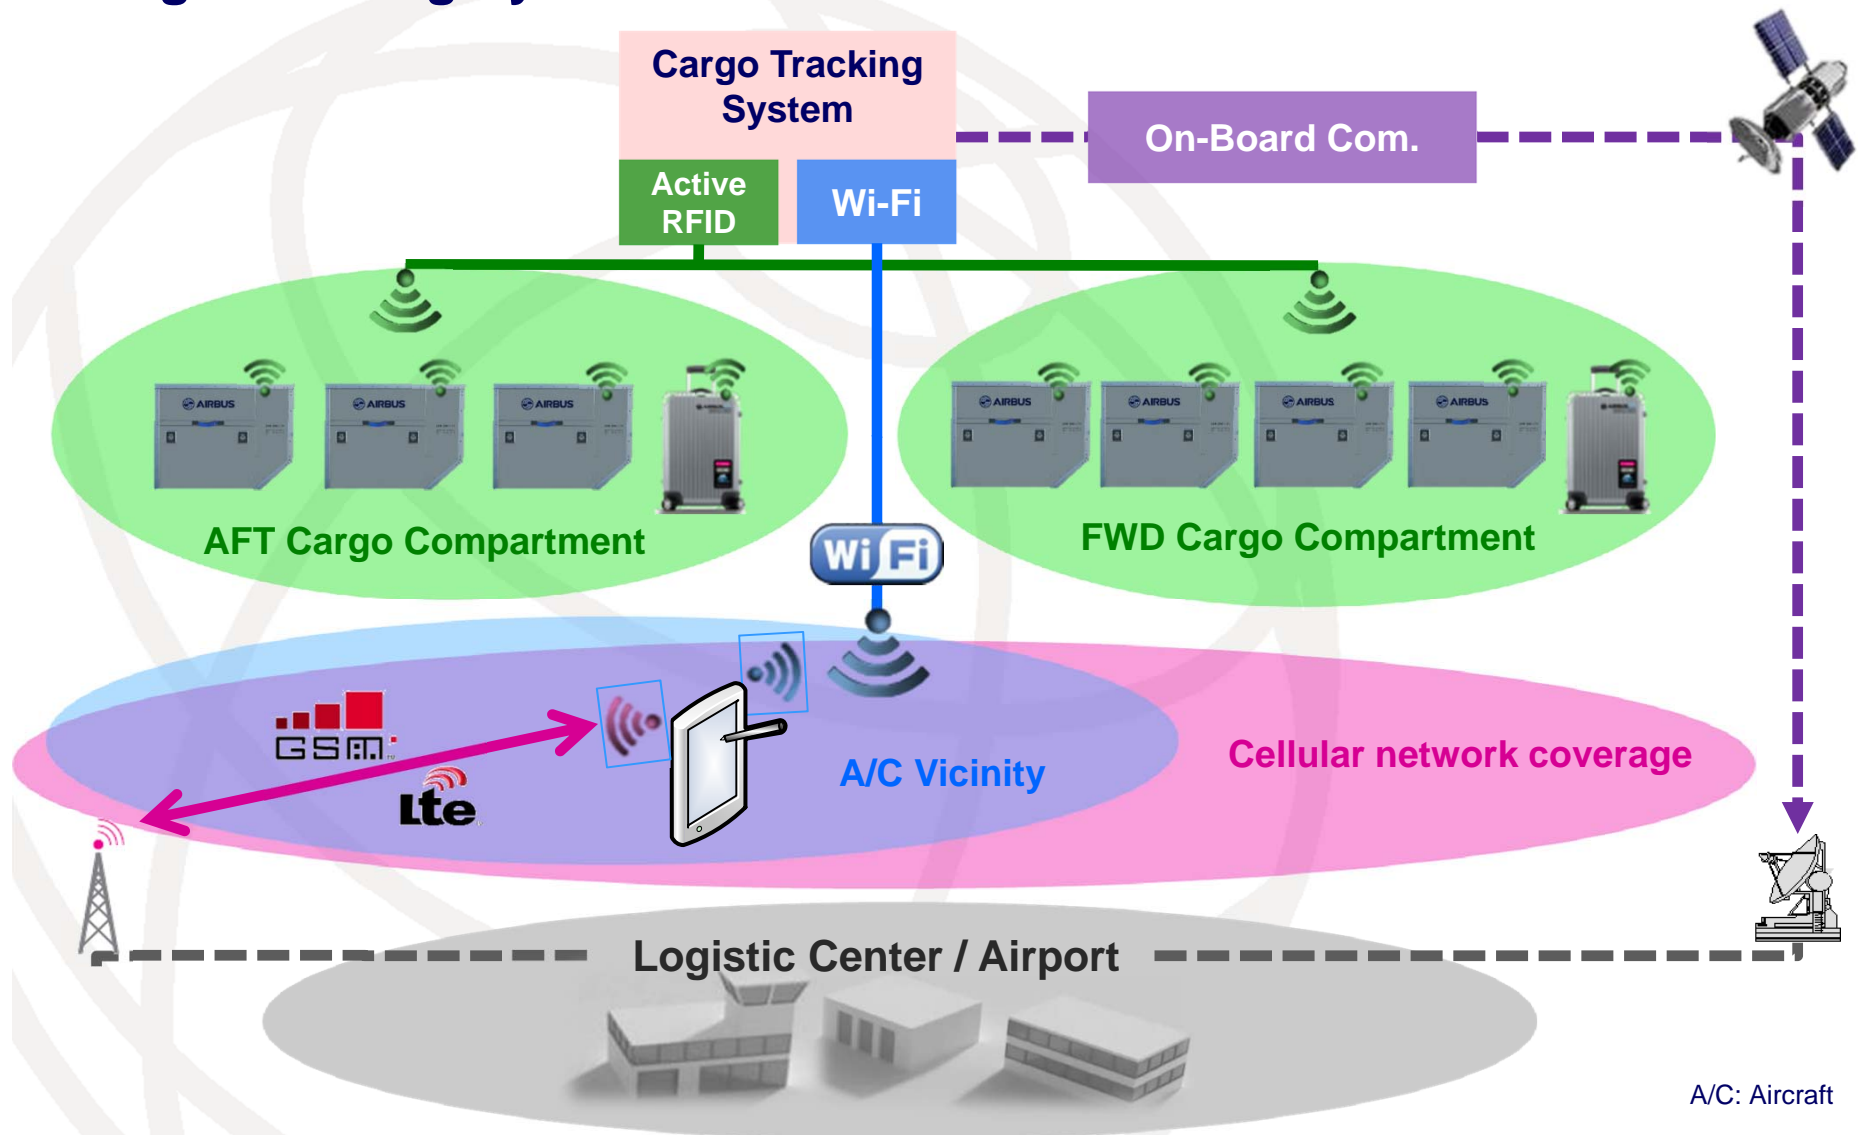 Cargo Tracking
System
On-Board Com.
Active
RFID
Wi-Fi
AIRBUS
AIRBUS
AIRBUS
AIRBUS
AIRBUS
AIRBUS
AIRBUS
AFT Cargo Compartment
FWD Cargo Compartment
Wi Fi
GSM
Lte
A/C Vicinity
Cellular network coverage
Logistic Center / Airport
A/C: Aircraft